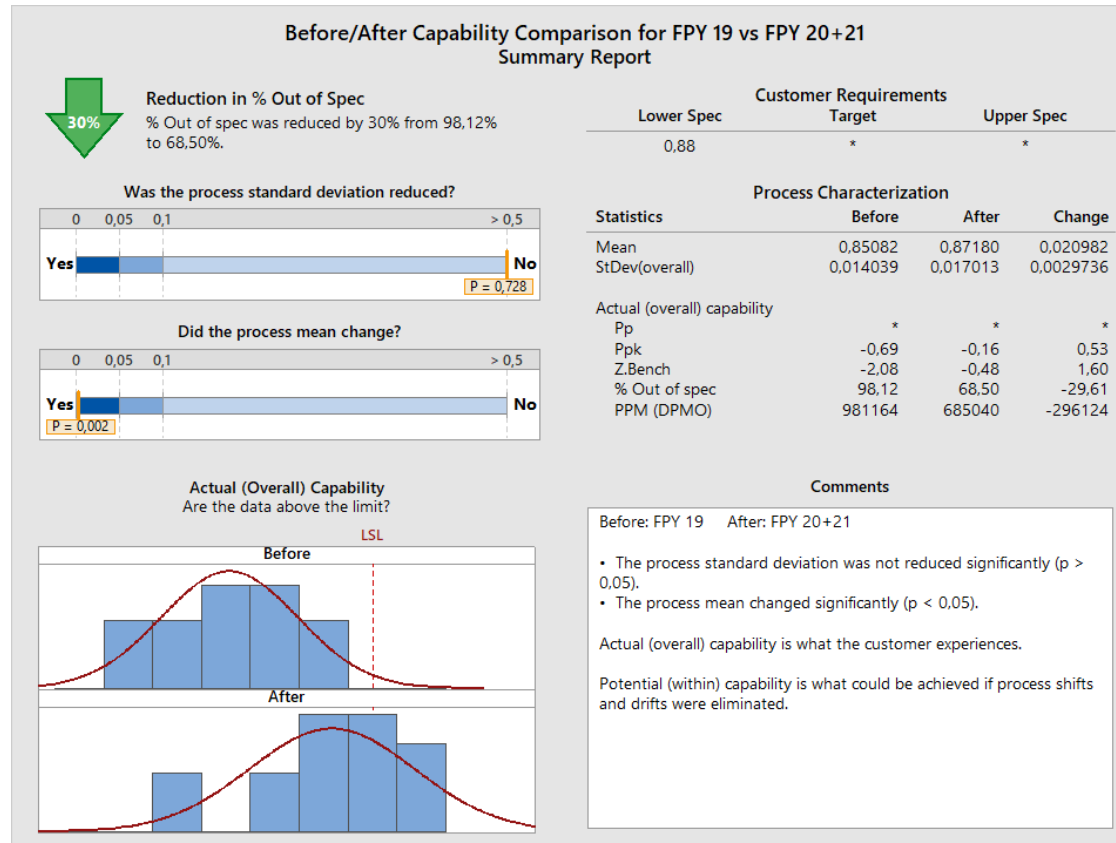 Before/After Capability Comparison for FPY 19 vs FPY 20+21
Summary Report
30%
Reduction in % Out of Spec
% Out of spec was reduced by 30% from 98,12%
to 68,50%.
Customer Requirements
Lower Spec Target Upper Spec
0,88 * *
Was the process standard deviation reduced?
0 0,05 0,1 > 0,5
Yes No
P = 0,728
Did the process mean change?
0 0,05 0,1 > 0,5
Yes No
P = 0,002
Process Characterization
Statistics Before After Change
Mean 0,85082 0,87180 0,020982
StDev(overall) 0,014039 0,017013 0,0029736
Actual (overall) capability
Pp * * *
Ppk -0,69 -0,16 0,53
Z.Bench -2,08 -0,48 1,60
% Out of spec 98,12 68,50 -29,61
PPM (DPMO) 981164 685040 -296124
Actual (Overall) Capability
Are the data above the limit?
LSL
Before
After
Comments
Before: FPY 19 After: FPY 20+21
• The process standard deviation was not reduced significantly (p >
0,05).
• The process mean changed significantly (p < 0,05).
Actual (overall) capability is what the customer experiences.
Potential (within) capability is what could be achieved if process shifts
and drifts were eliminated.